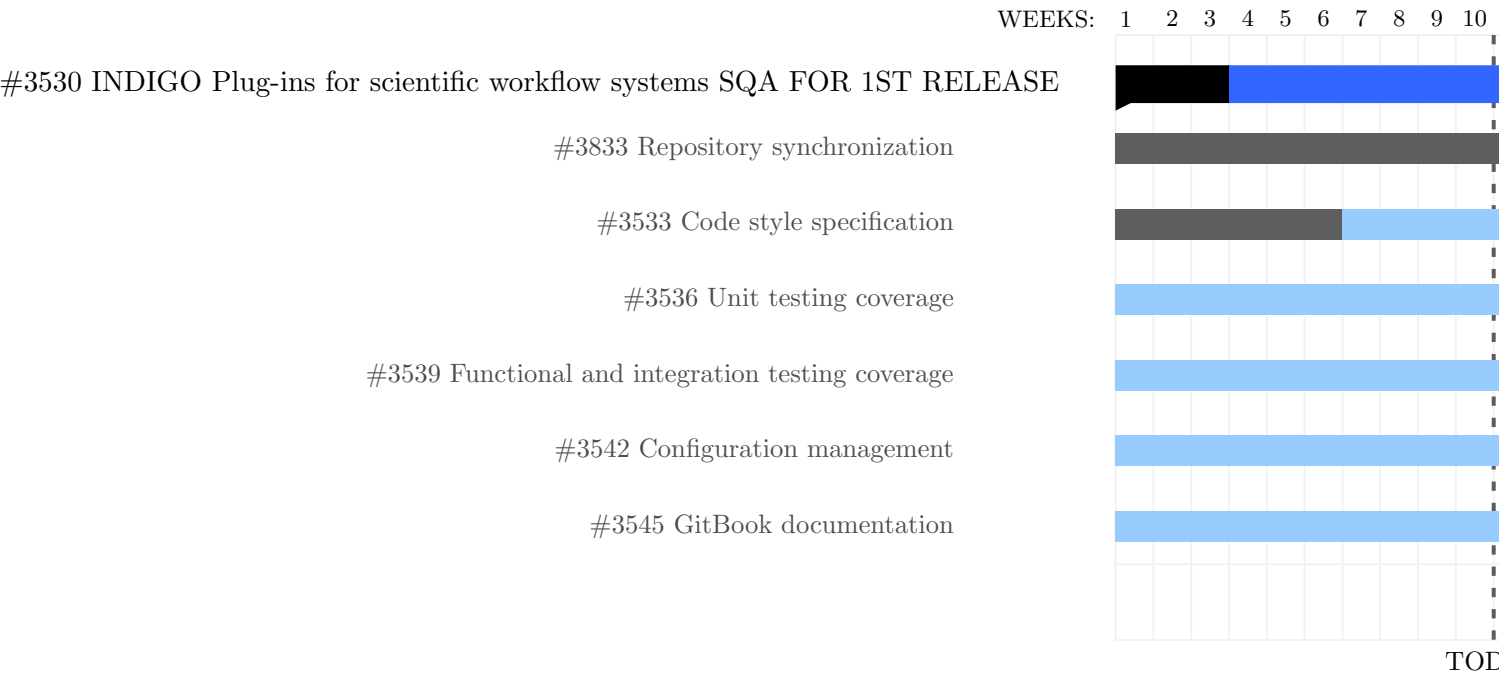 WEEKS: 1 2 3 4 5 6 7 8 9 10
#3530 INDIGO Plug-ins for scientific workflow systems SQA FOR 1ST RELEASE
#3833 Repository synchronization
#3533 Code style specification
#3536 Unit testing coverage
#3539 Functional and integration testing coverage
#3542 Configuration management
#3545 GitBook documentation
TOD